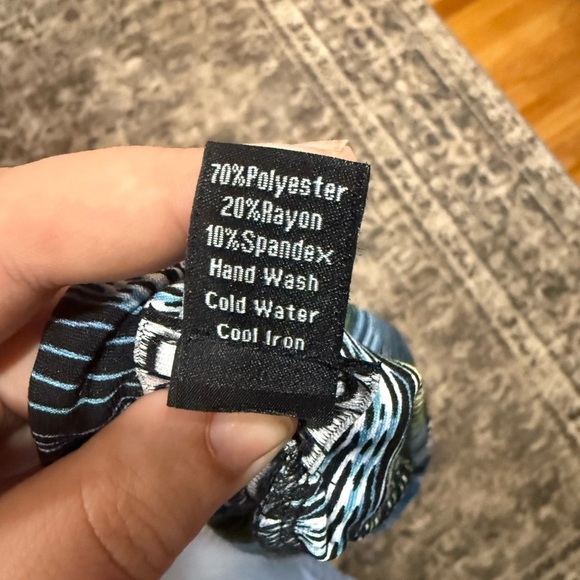 70%Polyester
20%Rayon
10%Spandex
Hand Wash
Cold Water
Cool Iron